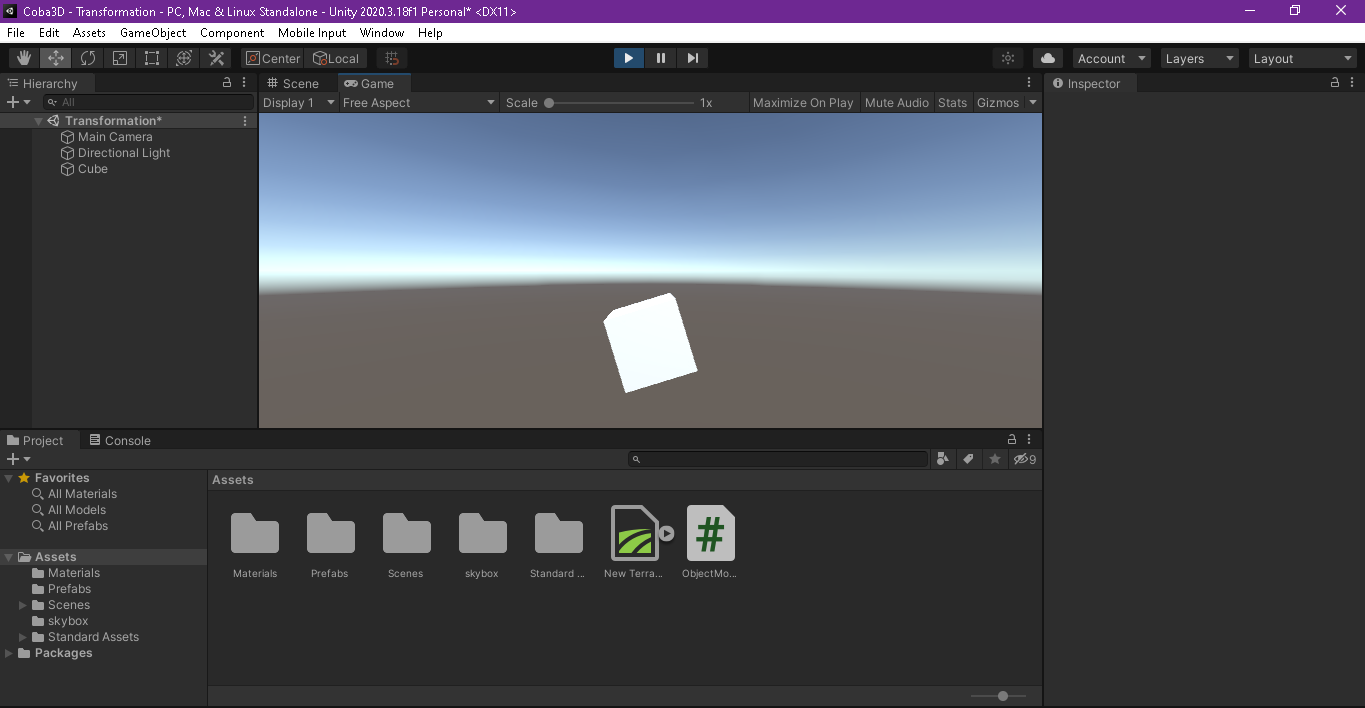 Coba3D - Transformation - PC, Mac & Linux Standalone - Unity 2020.3.18f1 Personal* <DX11>
File Edit Assets GameObject Component Mobile Input Window Help
Center Local Account Layers Layout
Hierarchy
All
Transformation*
Main Camera
Directional Light
Cube
Scene Game
Display 1 Free Aspect Scale 1x Maximize On Play Mute Audio Stats Gizmos
Inspector
Project Console
9
Favorites
All Materials
All Models
All Prefabs
Assets
Materials
Prefabs
Scenes
skybox
Standard Assets
Packages
Assets
Materials Prefabs Scenes skybox Standard ... New Terra... ObjectMo...